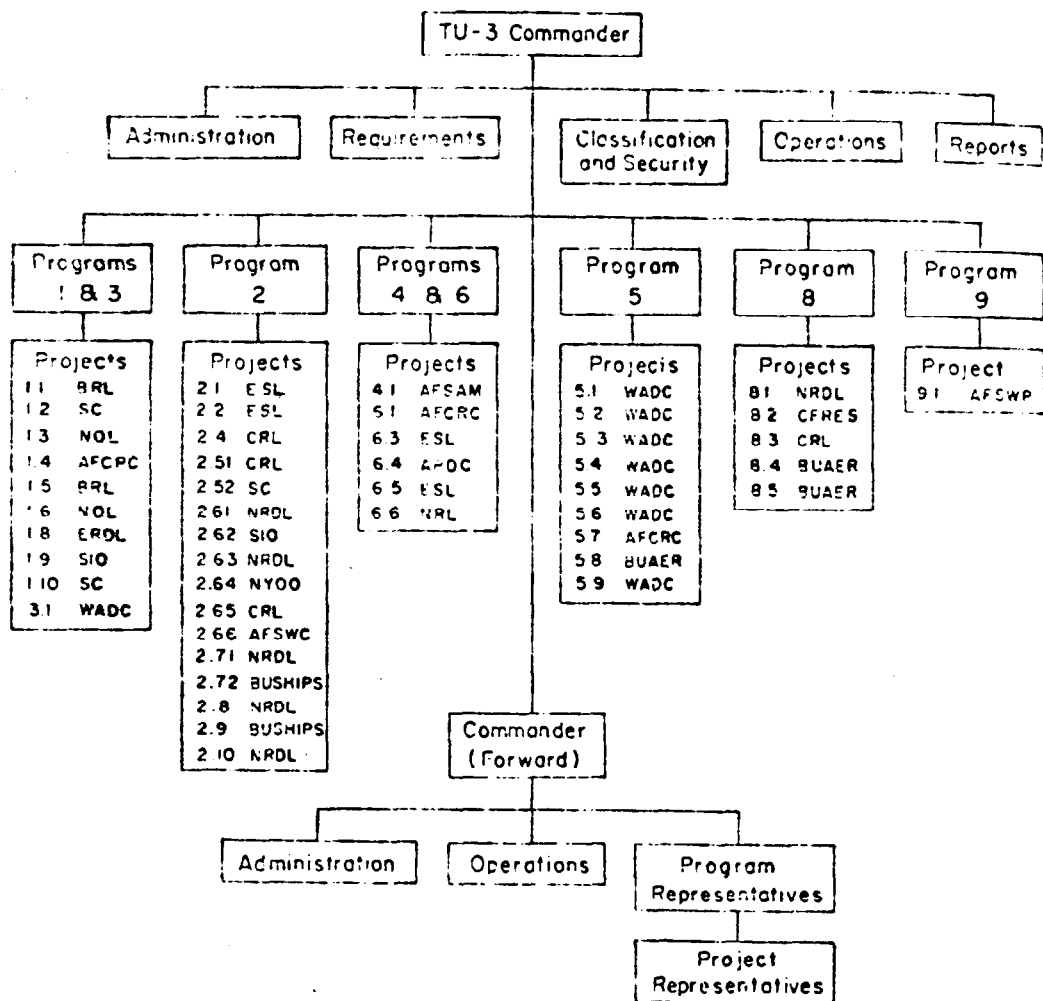 TU-3 Commander
Administration
Requirements
Classification
and Security
Operations
Reports
Programs
1 & 3
Projects
1.1 BRL
1.2 SC
1.3 NOL
1.4 AFCRC
1.5 BRL
1.6 NOL
1.8 ERDL
1.9 SIO
1.10 SC
3.1 WADC
Program
2
Projects
2.1 ESL
2.2 ESL
2.4 CRL
2.51 CRL
2.52 SC
2.61 NRDL
2.62 SIO
2.63 NRDL
2.64 NYOO
2.65 CRL
2.66 AFSWC
2.71 NRDL
2.72 BUSHIPS
2.8 NRDL
2.9 BUSHIPS
2.10 NRDL
Programs
4 & 6
Projects
4.1 AFSAM
5.1 AFCRC
6.3 ESL
6.4
6.5 ESL
6.6 NRL
Program
5
Projects
5.1 WADC
5.2 WADC
5.3 WADC
5.4 WADC
5.5 WADC
5.6 WADC
5.7 AFCRC
5.8 BUAER
5.9 WADC
Program
8
Projects
8.1 NRDL
8.2
8.3 CRL
8.4 BUAER
8.5 BUAER
Program
9
Project
9.1 AFSWP
Commander
(Forward)
Administration
Operations
Program
Representatives
Project
Representatives